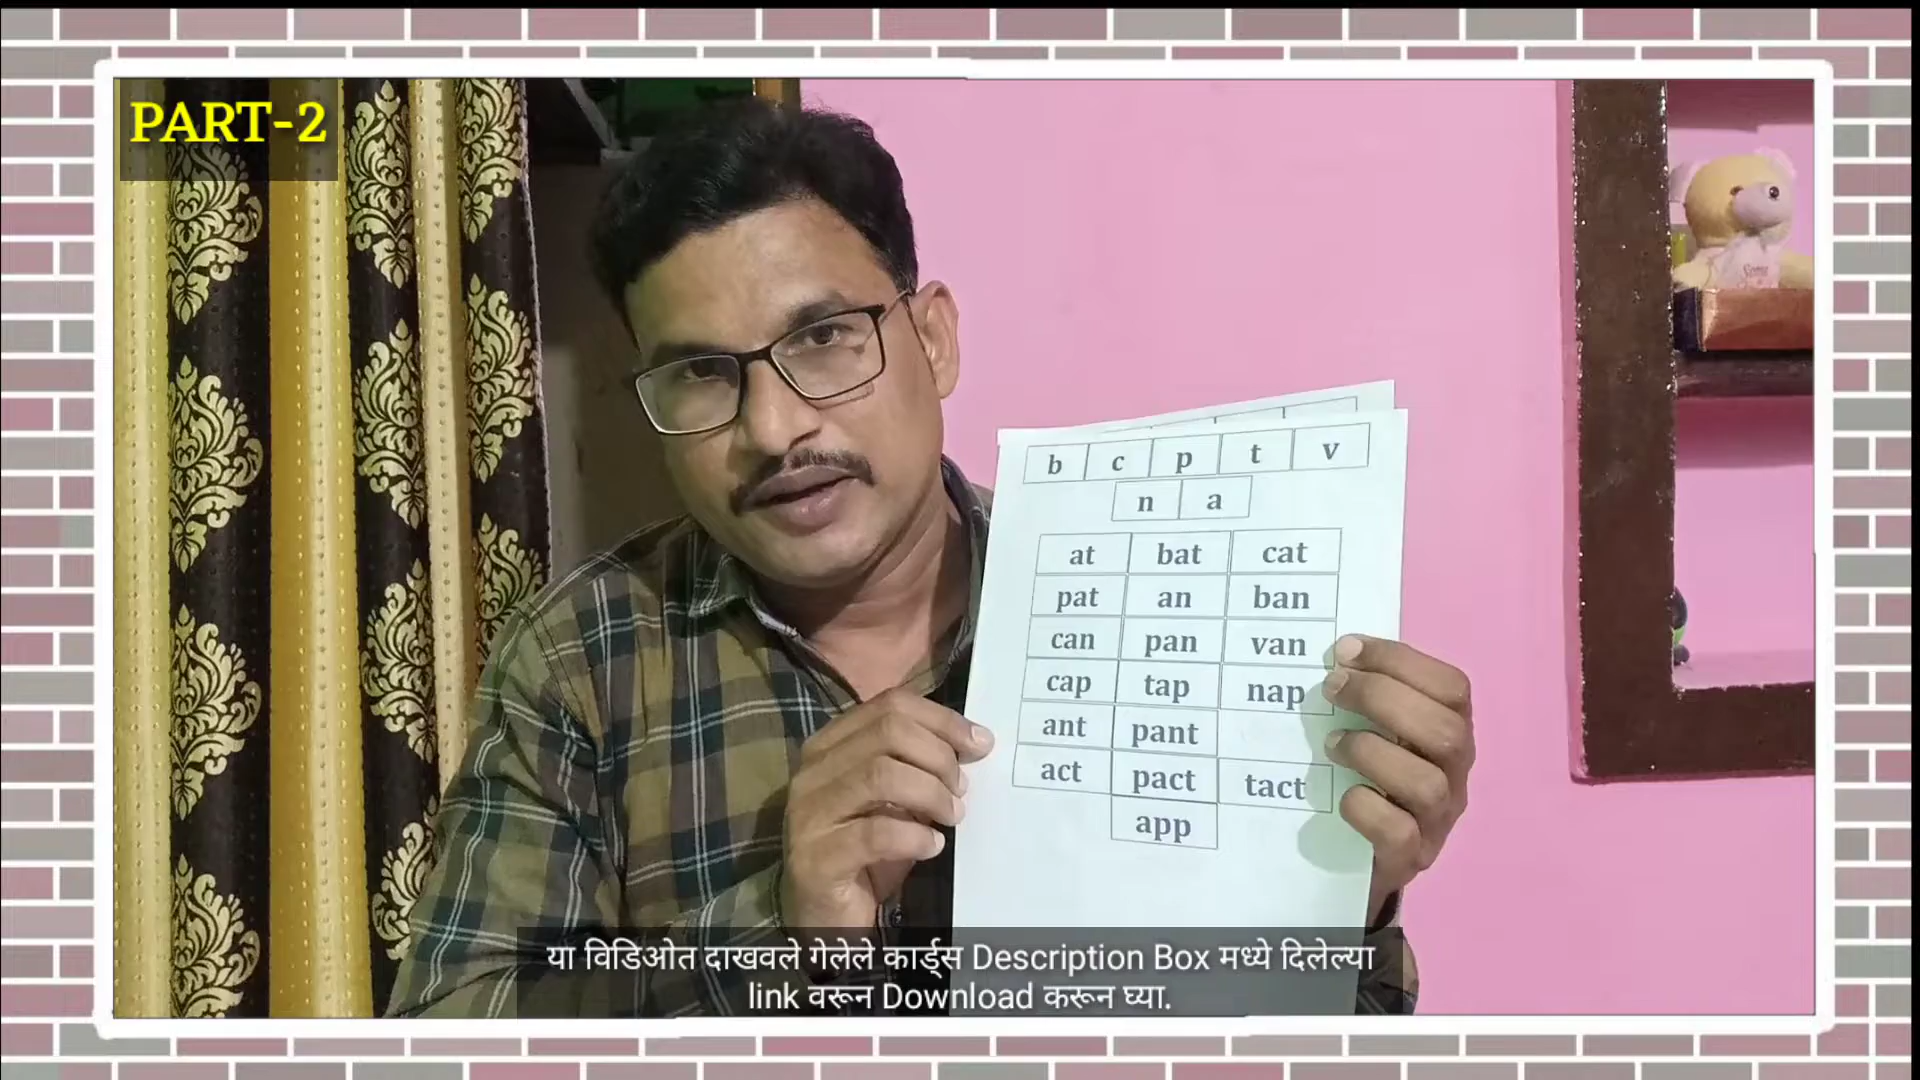 PART-2
b c p t v
n a
at bat cat
pat an ban
can pan van
cap tap nap
ant pant
act pact tact
app
या विडिओत दाखवले गेलेले कार्ड्स Description Box मध्ये दिलेल्या
link वरून Download करून घ्या.